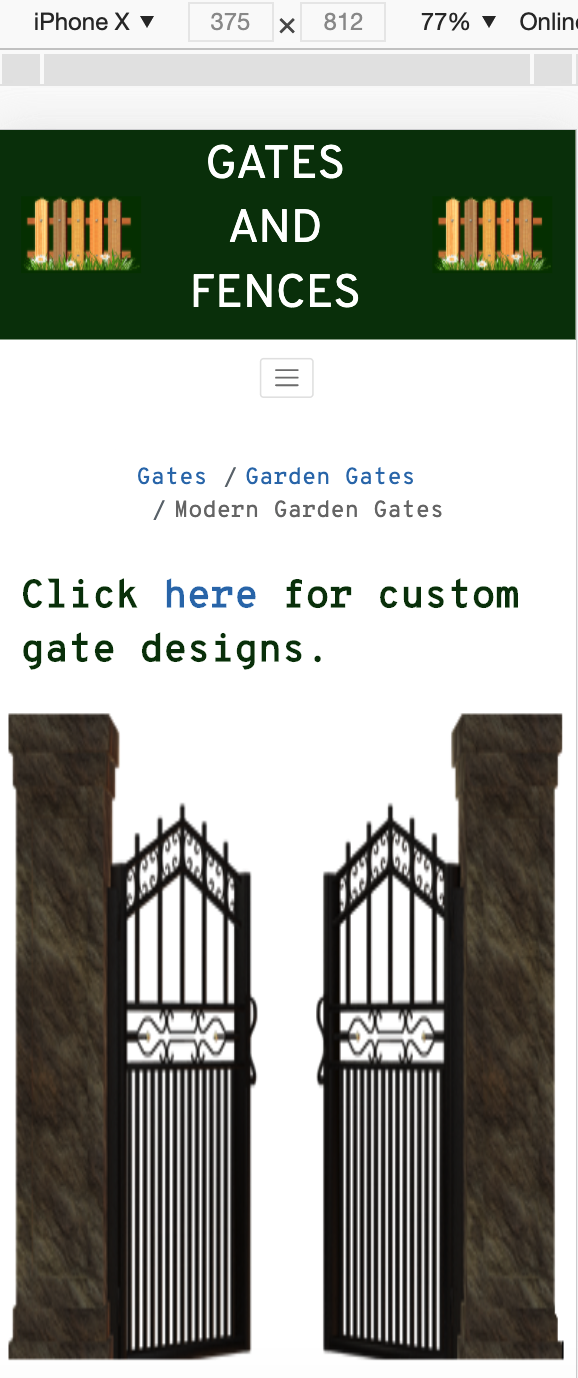 iPhone X ▼ 375 × 812 77% ▼
GATES
AND
FENCES
Gates / Garden Gates
/ Modern Garden Gates
Click here for custom
gate designs.